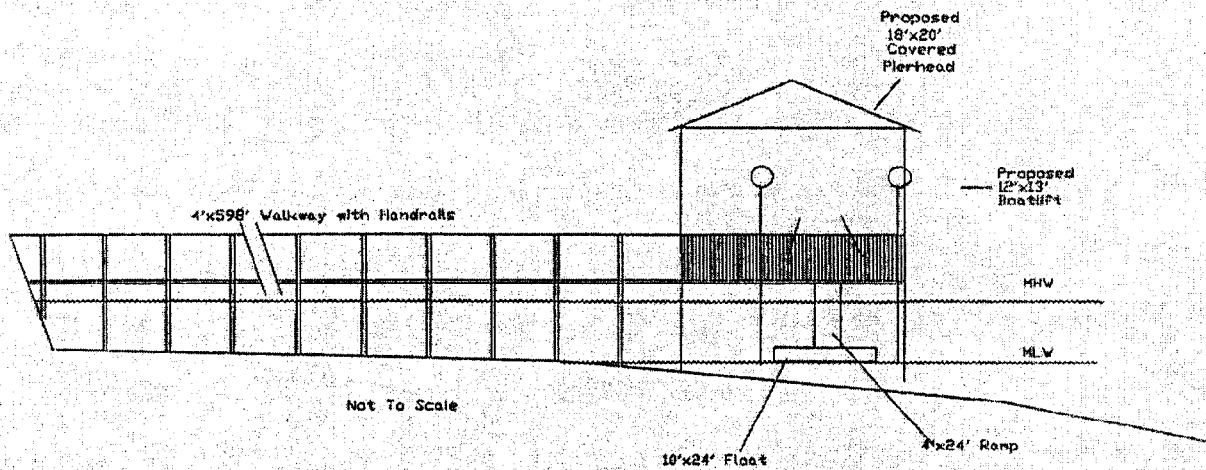 Proposed
18'x20'
Covered
Pierhead
Proposed
12'x13'
Boatlift
4'x598' Walkway with Handrails
MHW
MLW
Not To Scale
4'x24' Ramp
10'x24' Float